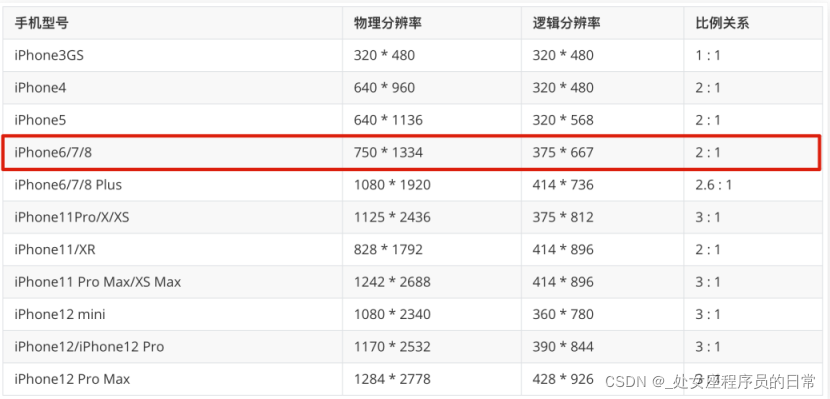 手机型号 物理分辨率 逻辑分辨率 比例关系
iPhone3GS 320 * 480 320 * 480 1 : 1
iPhone4 640 * 960 320 * 480 2 : 1
iPhone5 640 * 1136 320 * 568 2 : 1
iPhone6/7/8 750 * 1334 375 * 667 2 : 1
iPhone6/7/8 Plus 1080 * 1920 414 * 736 2.6 : 1
iPhone11Pro/X/XS 1125 * 2436 375 * 812 3 : 1
iPhone11/XR 828 * 1792 414 * 896 2 : 1
iPhone11 Pro Max/XS Max 1242 * 2688 414 * 896 3 : 1
iPhone12 mini 1080 * 2340 360 * 780 3 : 1
iPhone12/iPhone12 Pro 1170 * 2532 390 * 844 3 : 1
iPhone12 Pro Max 1284 * 2778 428 * 926 3 : 1
CSDN @_处女座程序员的日常